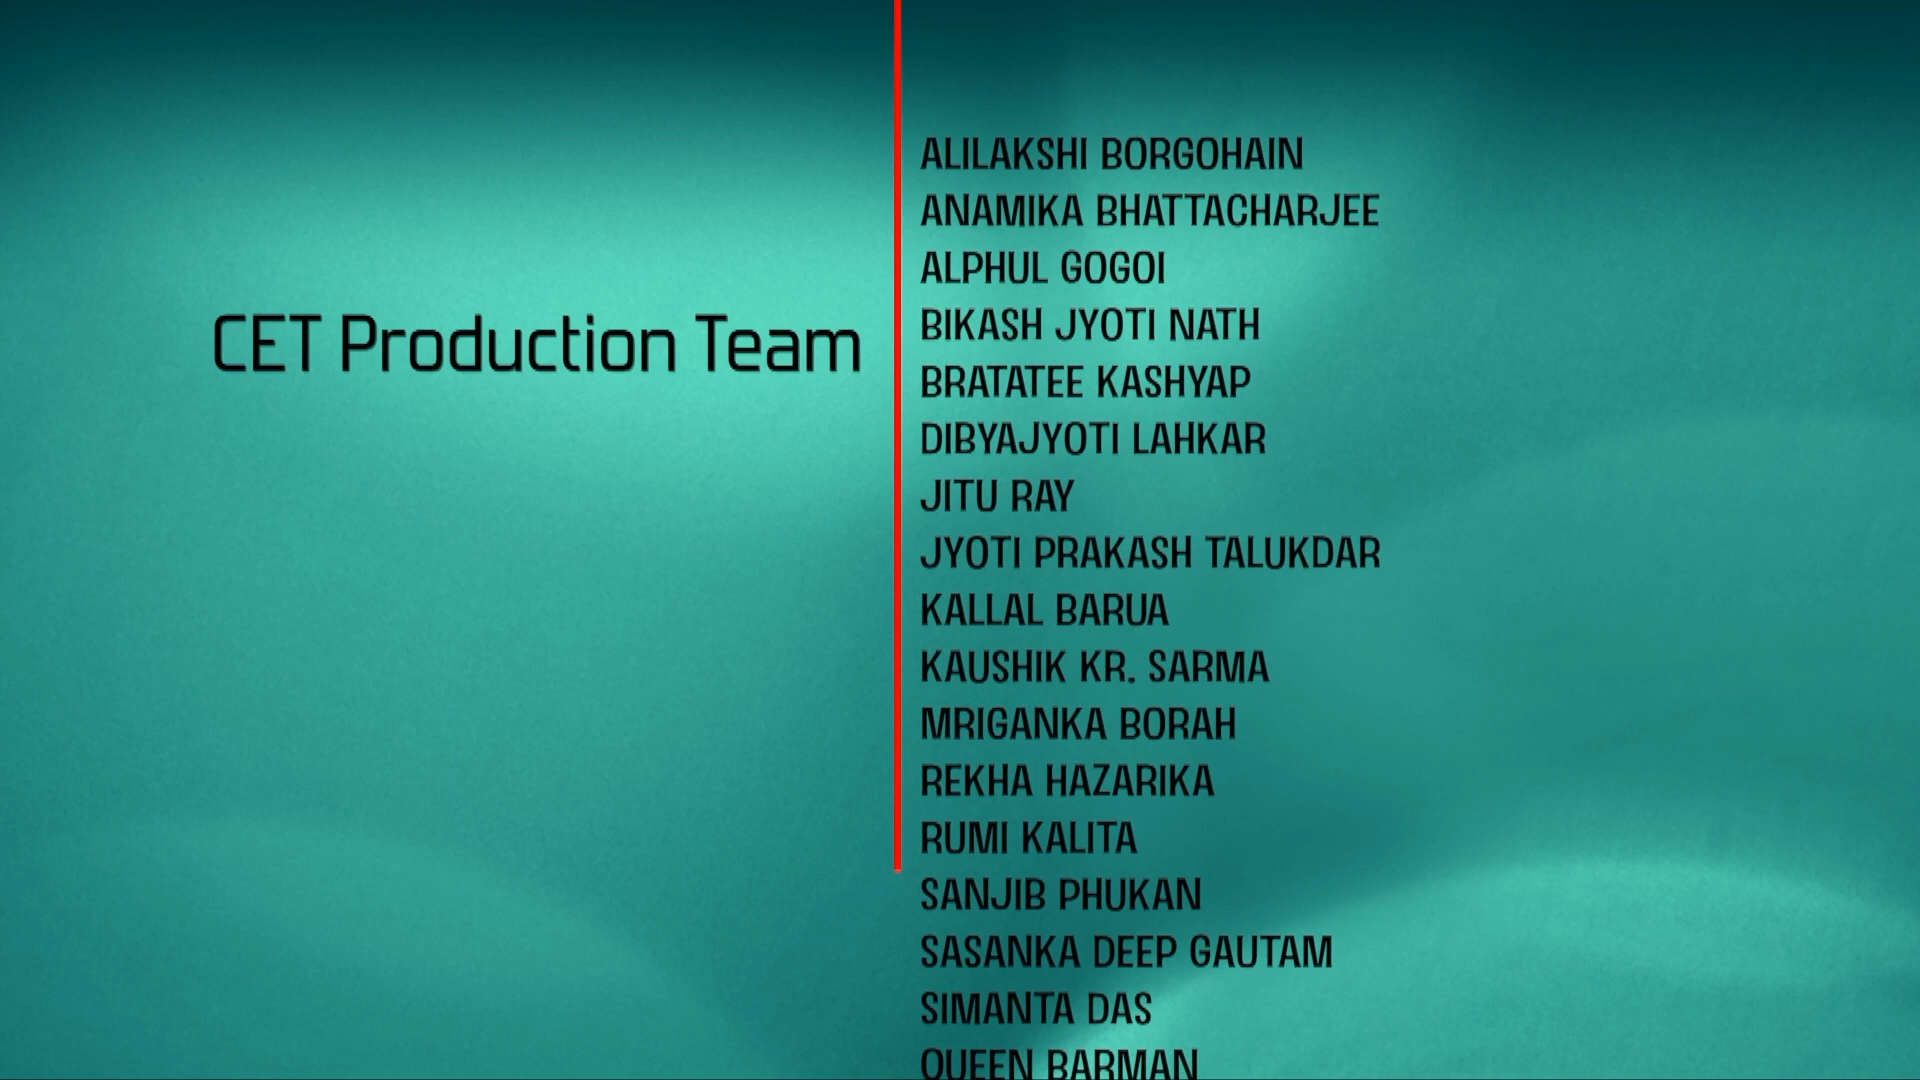 CET Production Team
ALILAKSHI BORGOHAIN
ANAMIKA BHATTACHARJEE
ALPHUL GOGOI
BIKASH JYOTI NATH
BRATATEE KASHYAP
DIBYAJYOTI LAHKAR
JITU RAY
JYOTI PRAKASH TALUKDAR
KALLAL BARUA
KAUSHIK KR. SARMA
MRIGANKA BORAH
REKHA HAZARIKA
RUMI KALITA
SANJIB PHUKAN
SASANKA DEEP GAUTAM
SIMANTA DAS
QUEEN BARMAN